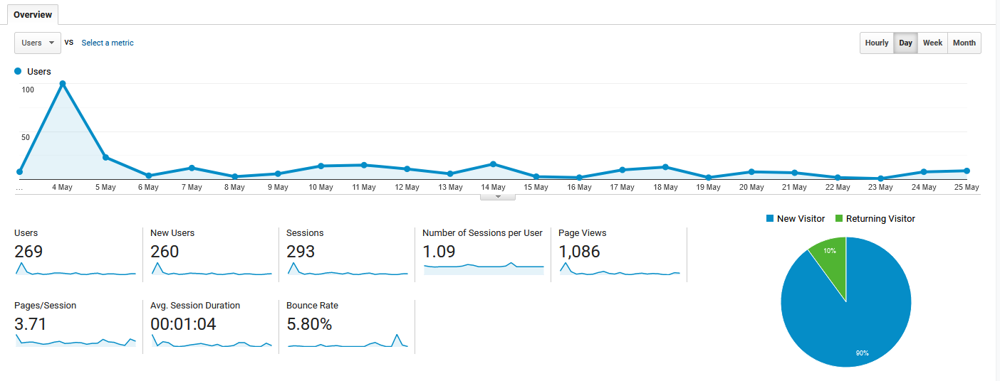 Overview
Users vs Select a metric
Hourly Day Week Month
Users
100
50
... 4 May 5 May 6 May 7 May 8 May 9 May 10 May 11 May 12 May 13 May 14 May 15 May 16 May 17 May 18 May 19 May 20 May 21 May 22 May 23 May 24 May 25 May
New Visitor Returning Visitor
Users New Users Sessions Number of Sessions per User Page Views
269 260 293 1.09 1,086
Pages/Session Avg. Session Duration Bounce Rate
3.71 00:01:04 5.80%
10%
90%